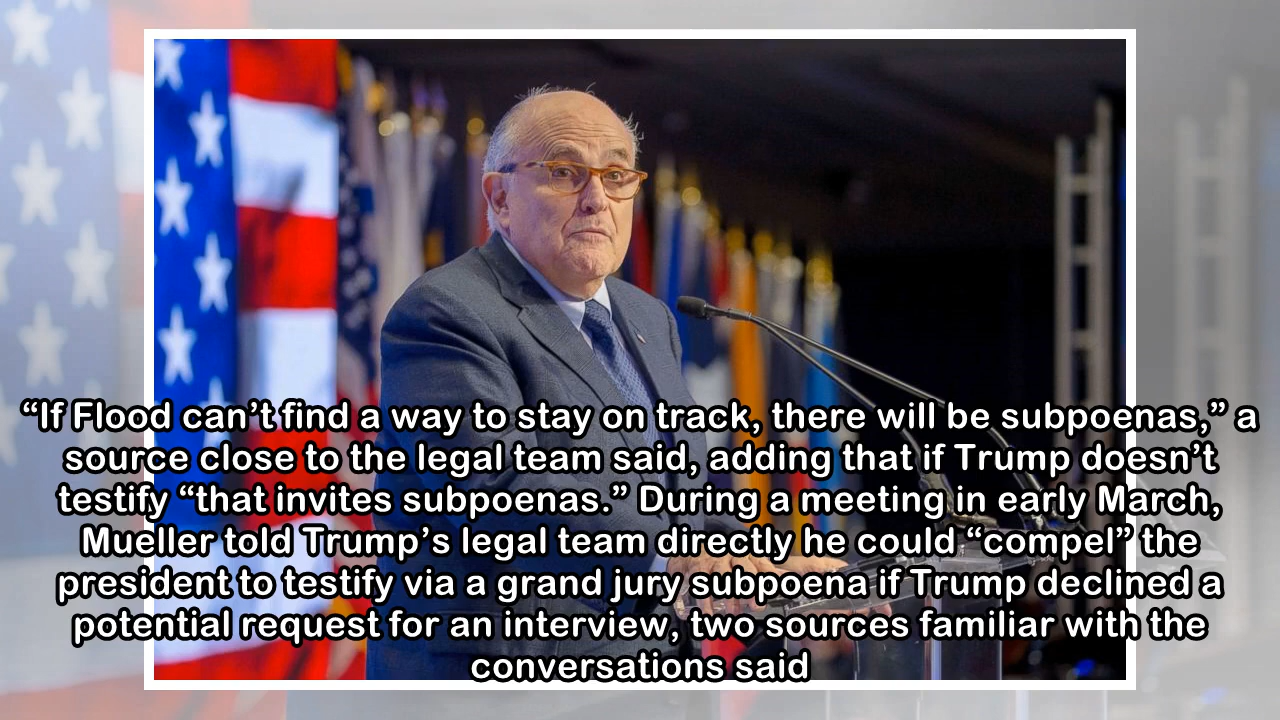 “If Flood can’t find a way to stay on track, there will be subpoenas,” a
source close to the legal team said, adding that if Trump doesn’t
testify “that invites subpoenas.” During a meeting in early March,
Mueller told Trump’s legal team directly he could “compel” the
president to testify via a grand jury subpoena if Trump declined a
potential request for an interview, two sources familiar with the
conversations said